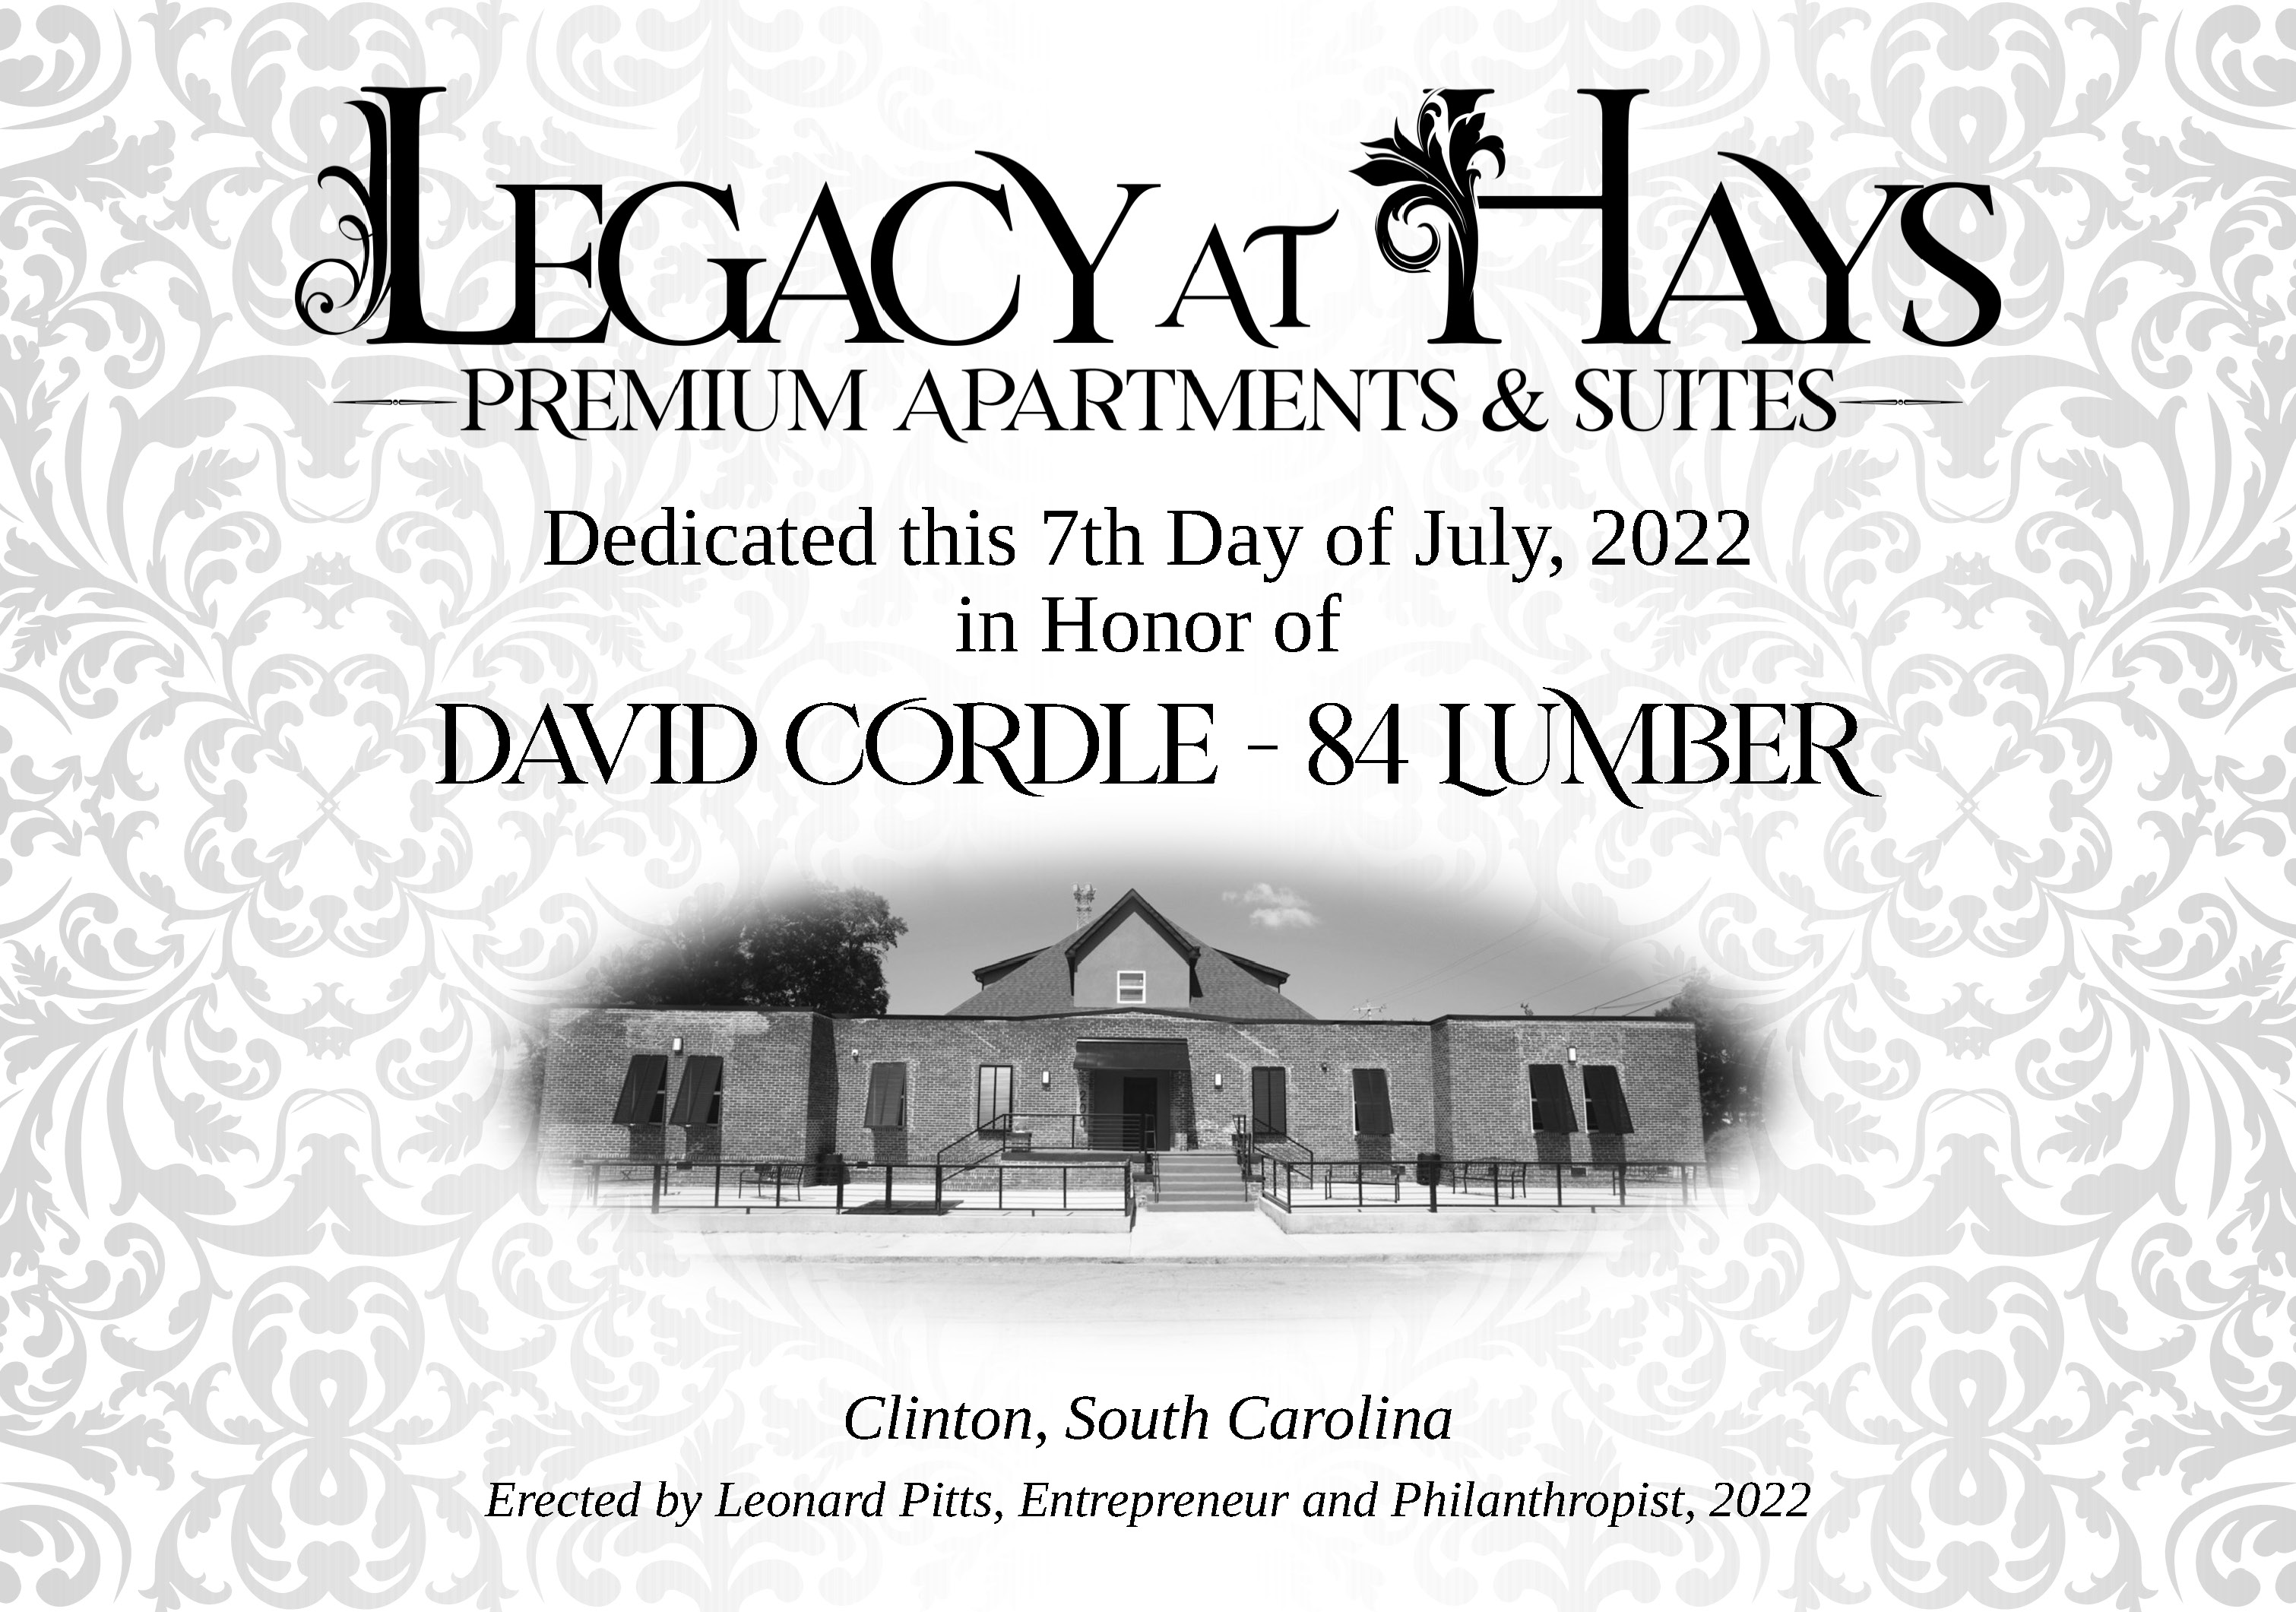 LEGACY AT HAYS
PREMIUM APARTMENTS & SUITES
Dedicated this 7th Day of July, 2022
in Honor of
DAVID CORDLE - 84 LUMBER
Clinton, South Carolina
Erected by Leonard Pitts, Entrepreneur and Philanthropist, 2022